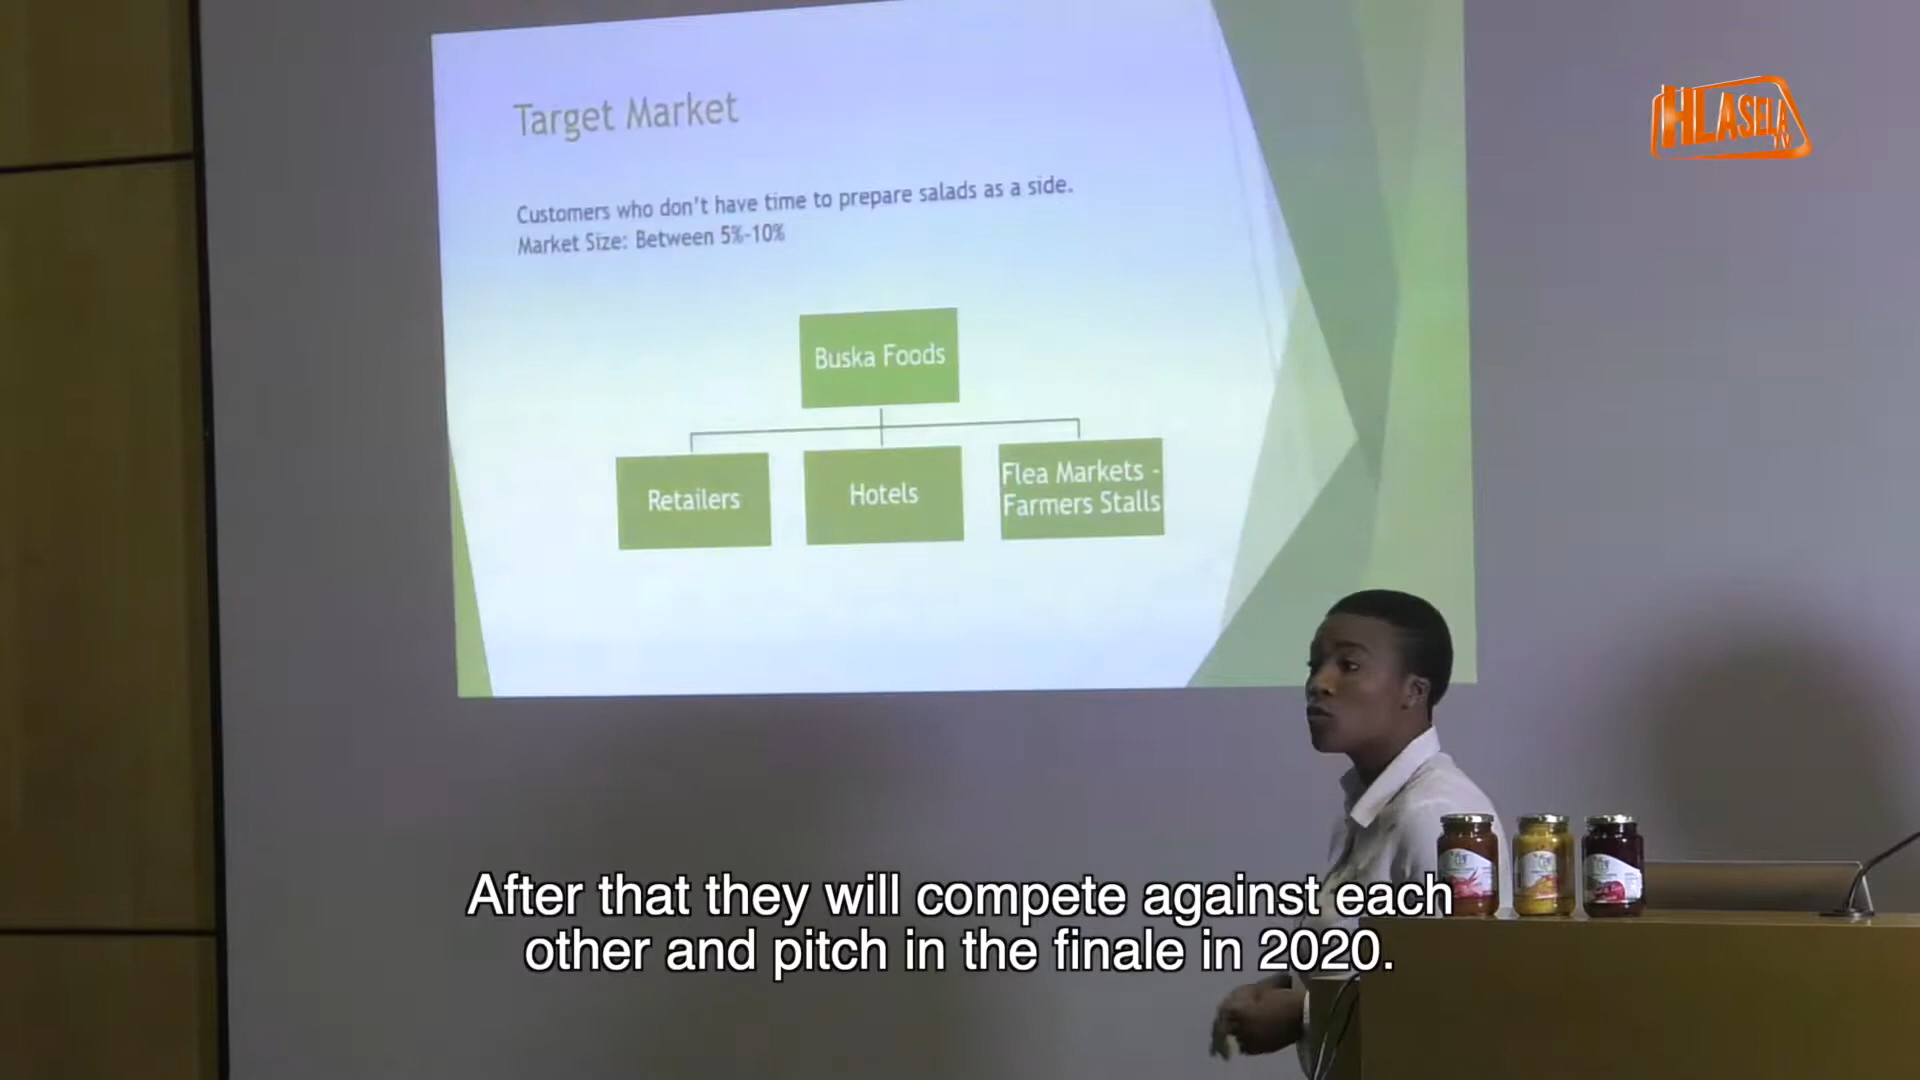 Target Market
HLASELA
TV
Customers who don't have time to prepare salads as a side.
Market Size: Between 5%-10%
Buska Foods
Retailers
Hotels
Flea Markets -
Farmers Stalls
After that they will compete against each
other and pitch in the finale in 2020.